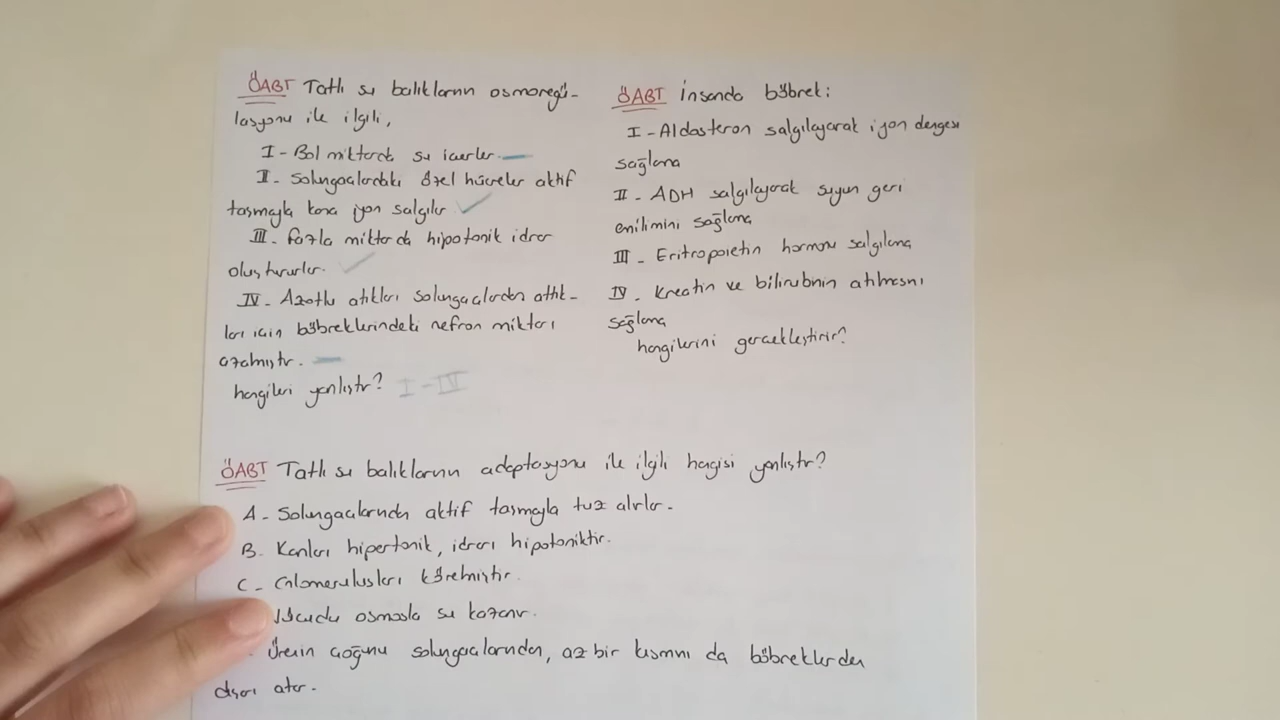 ÖABT Tatlı su balıklarının osmoregü-
lasyonu ile ilgili,
I - Bol miktarda su içerler.
II - Solungaçlardaki özel hücreler aktif
taşımayla kana iyon salgılar
III - Fazla miktarda hipotonik idrar
oluştururlar.
IV - Azotlu atıkları solungaçlardan attık-
ları için böbreklerindeki nefron miktarı
azalmıştır.
hangileri yanlıştır? I - IV
ÖABT İnsanda böbrek:
I - Aldosteron salgılayarak iyon dengesi
sağlama
II - ADH salgılayarak suyun geri
emilimini sağlama
III - Eritropoietin hormonu salgılama
IV - Kreatin ve bilirubinin atılmasını
sağlama
hangilerini gerçekleştirir?
ÖABT Tatlı su balıklarının adaptasyonu ile ilgili hangisi yanlıştır?
A - Solungaçlarından aktif taşımayla tuz alırlar.
B - Kanları hipertonik, idrarı hipotoniktir.
C - Glomerulusları körelmiştir.
Vücudu osmosla su kazanır.
Ürenin çoğunu solungaçlarından, az bir kısmını da böbreklerden
dışarı atar.